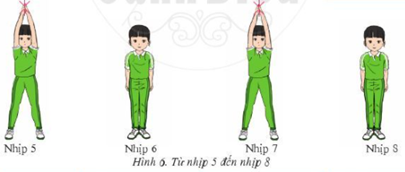 Nhịp 5 Nhịp 6 Nhịp 7 Nhịp 8
Hình 6. Từ nhịp 5 đến nhịp 8